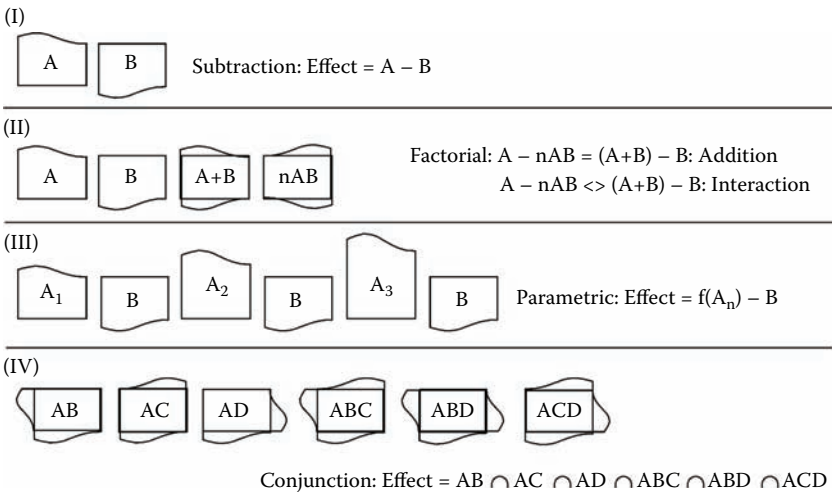 (I)
A B Subtraction: Effect = A – B
(II)
A B A+B nAB Factorial: A – nAB = (A+B) – B: Addition
A – nAB <> (A+B) – B: Interaction
(III)
A1 B A2 B A3 B Parametric: Effect = f(An) – B
(IV)
AB AC AD ABC ABD ACD
Conjunction: Effect = AB ∩ AC ∩ AD ∩ ABC ∩ ABD ∩ ACD